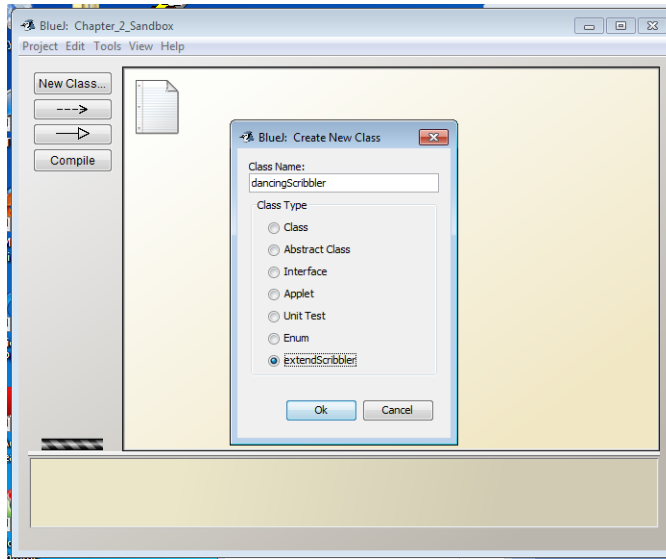 BlueJ: Chapter_2_Sandbox
Project Edit Tools View Help
New Class...
Compile
BlueJ: Create New Class
Class Name:
dancingScribbler
Class Type
Class
Abstract Class
Interface
Applet
Unit Test
Enum
extendScribbler
Ok
Cancel